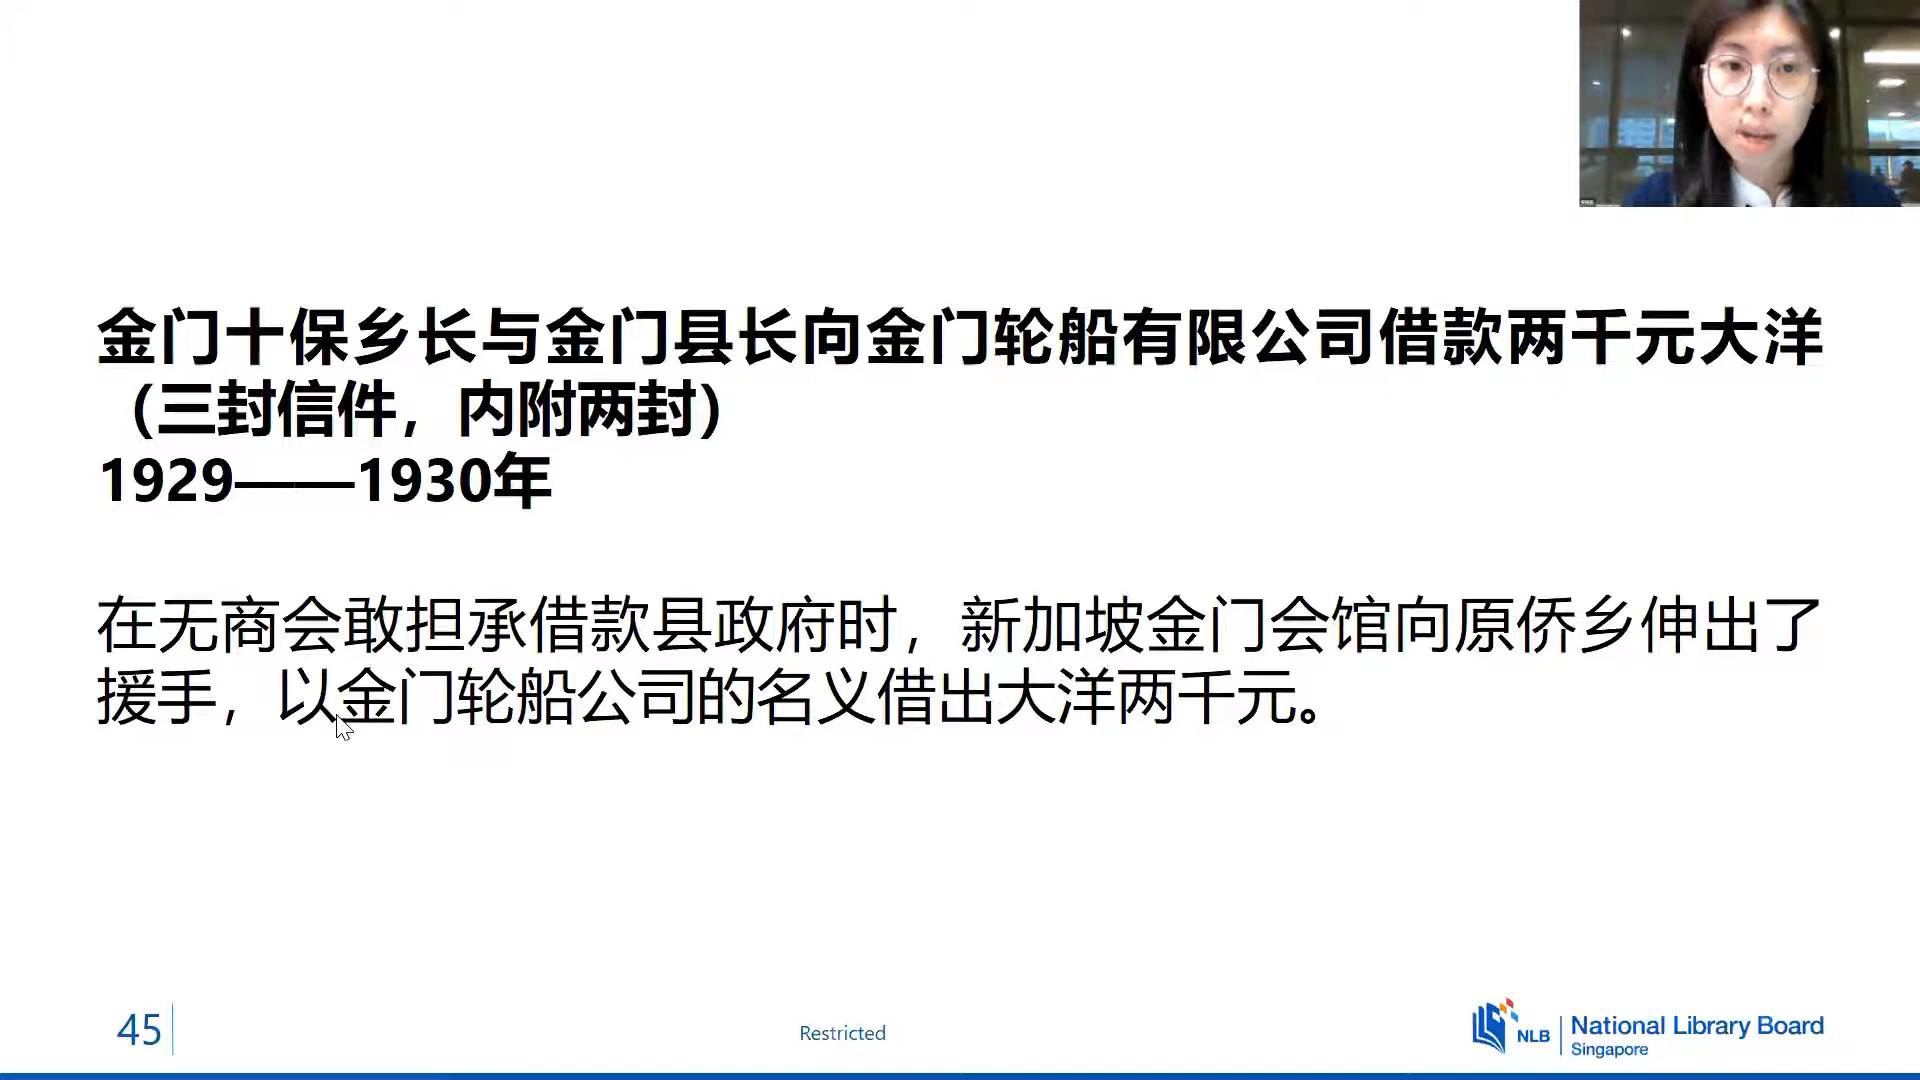 金门十保乡长与金门县长向金门轮船有限公司借款两千元大洋
（三封信件，内附两封）
1929——1930年
在无商会敢担承借款县政府时，新加坡金门会馆向原侨乡伸出了
援手，以金门轮船公司的名义借出大洋两千元。
45
Restricted
NLB
National Library Board
Singapore